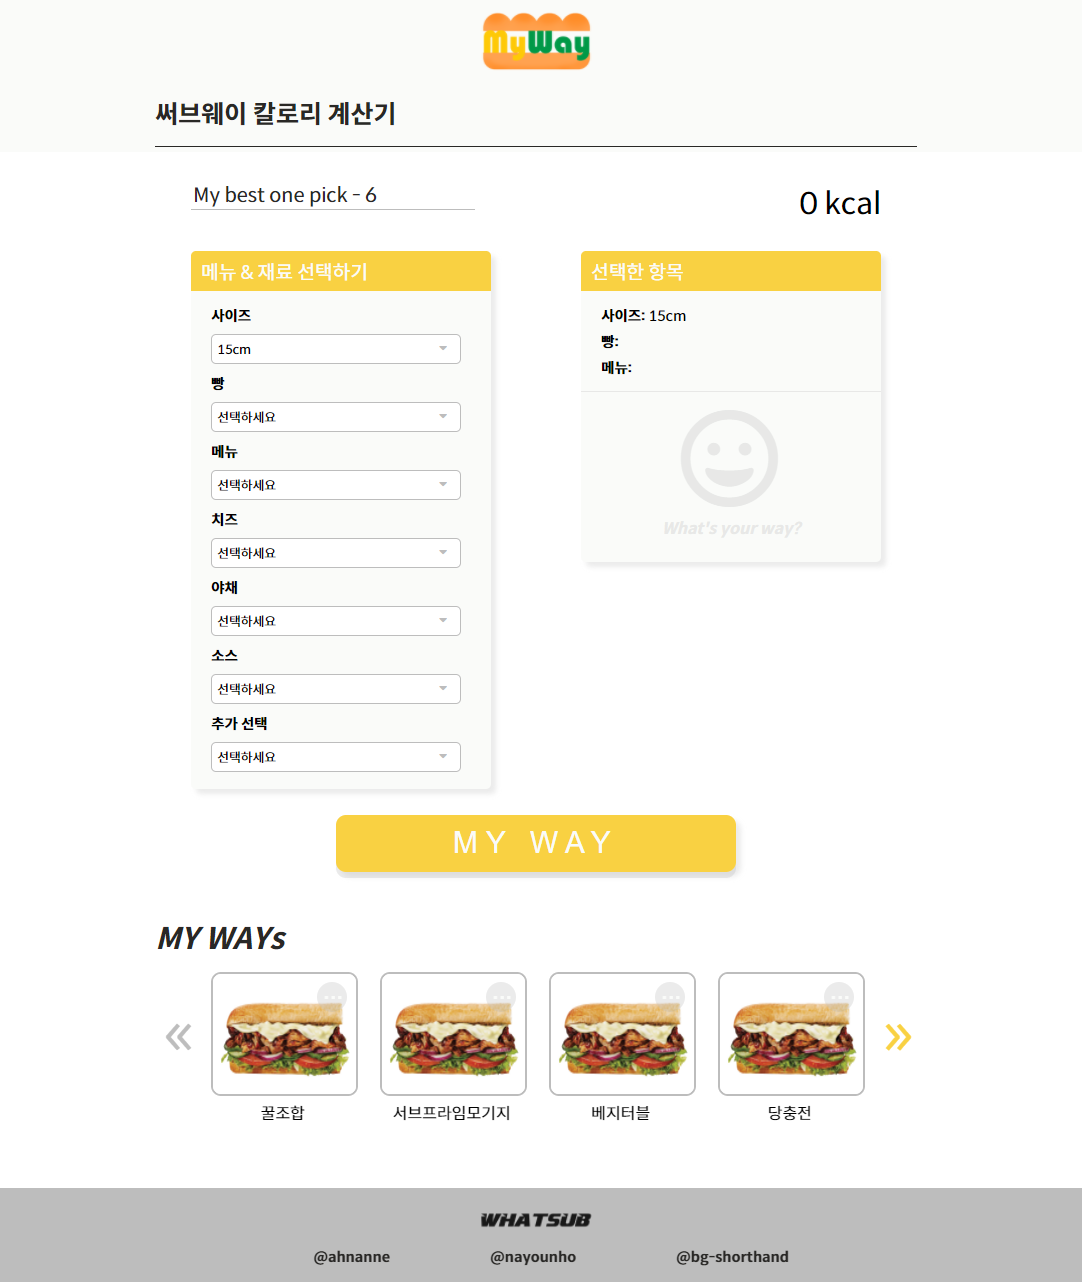 MyWay
써브웨이 칼로리 계산기
My best one pick - 6
0 kcal
메뉴 & 재료 선택하기
사이즈
15cm
빵
선택하세요
메뉴
선택하세요
치즈
선택하세요
야채
선택하세요
소스
선택하세요
추가 선택
선택하세요
선택한 항목
사이즈: 15cm
빵:
메뉴:
What's your way?
MY WAY
MY WAYs
꿀조합
서브프라임모기지
베지터블
당충전
WHATSUB
@ahnanne
@nayounho
@bg-shorthand